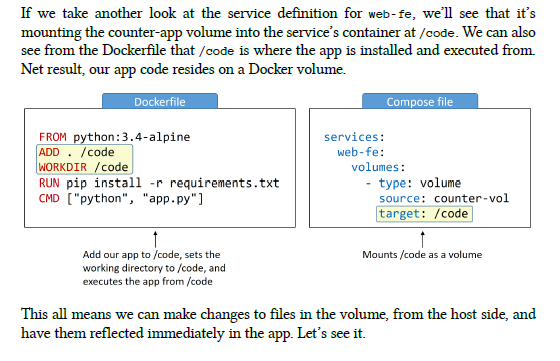 If we take another look at the service definition for web-fe, we’ll see that it’s
mounting the counter-app volume into the service’s container at /code. We can also
see from the Dockerfile that /code is where the app is installed and executed from.
Net result, our app code resides on a Docker volume.
Dockerfile
FROM python:3.4-alpine
ADD . /code
WORKDIR /code
RUN pip install -r requirements.txt
CMD ["python", "app.py"]
Add our app to /code, sets the
working directory to /code, and
executes the app from /code
Compose file
services:
web-fe:
volumes:
- type: volume
source: counter-vol
target: /code
Mounts /code as a volume
This all means we can make changes to files in the volume, from the host side, and
have them reflected immediately in the app. Let’s see it.